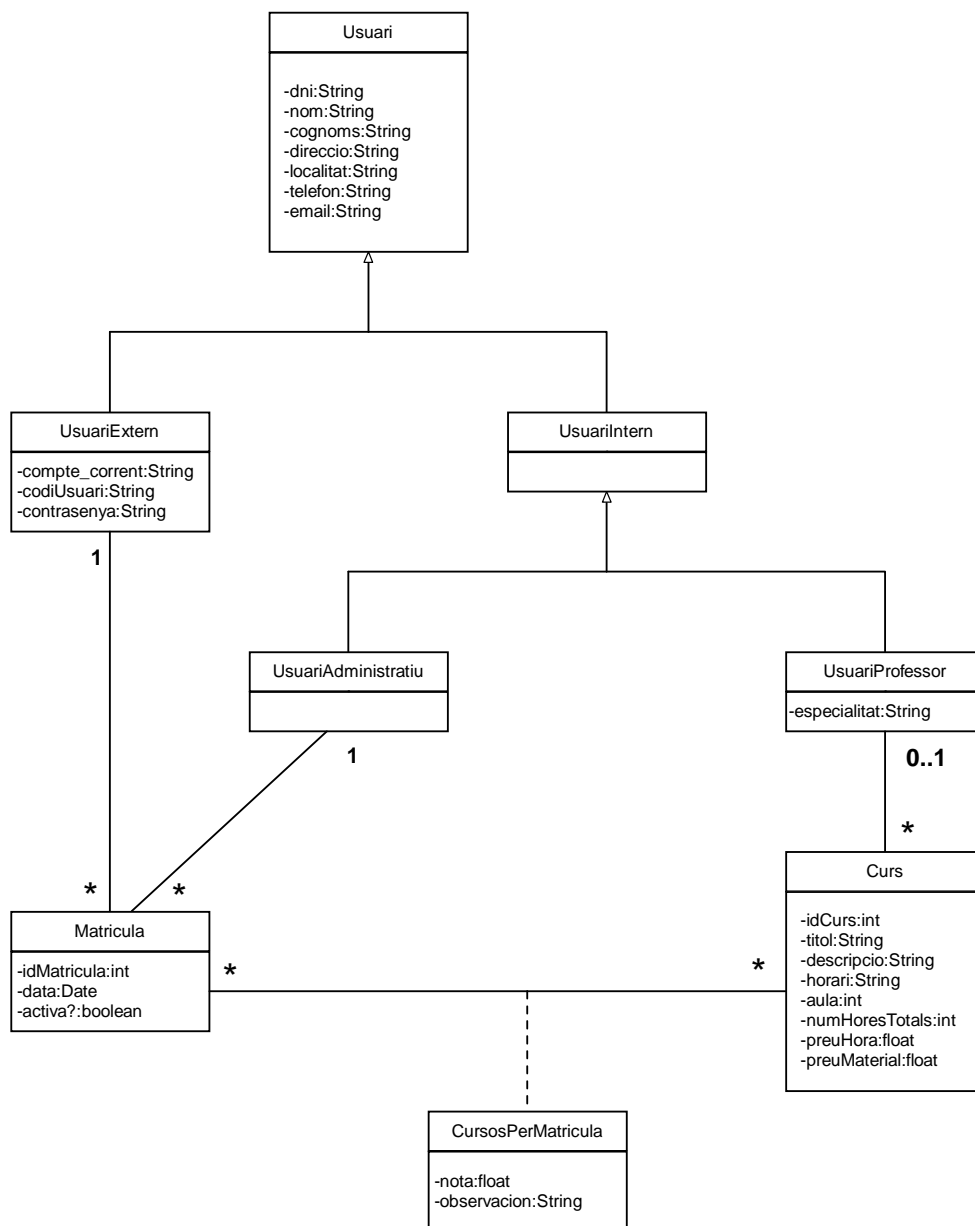 Usuari
-dni:String
-nom:String
-cognoms:String
-direccio:String
-localitat:String
-telefon:String
-email:String
UsuariExtern
-compte_corrent:String
-codiUsuari:String
-contrasenya:String
UsuariIntern
1
UsuariAdministratiu
UsuariProfessor
-especialitat:String
1
0..1
*
*
*
Matricula
-idMatricula:int
-data:Date
-activa?:boolean
*
*
Curs
-idCurs:int
-titol:String
-descripcio:String
-horari:String
-aula:int
-numHoresTotals:int
-preuHora:float
-preuMaterial:float
CursosPerMatricula
-nota:float
-observacion:String